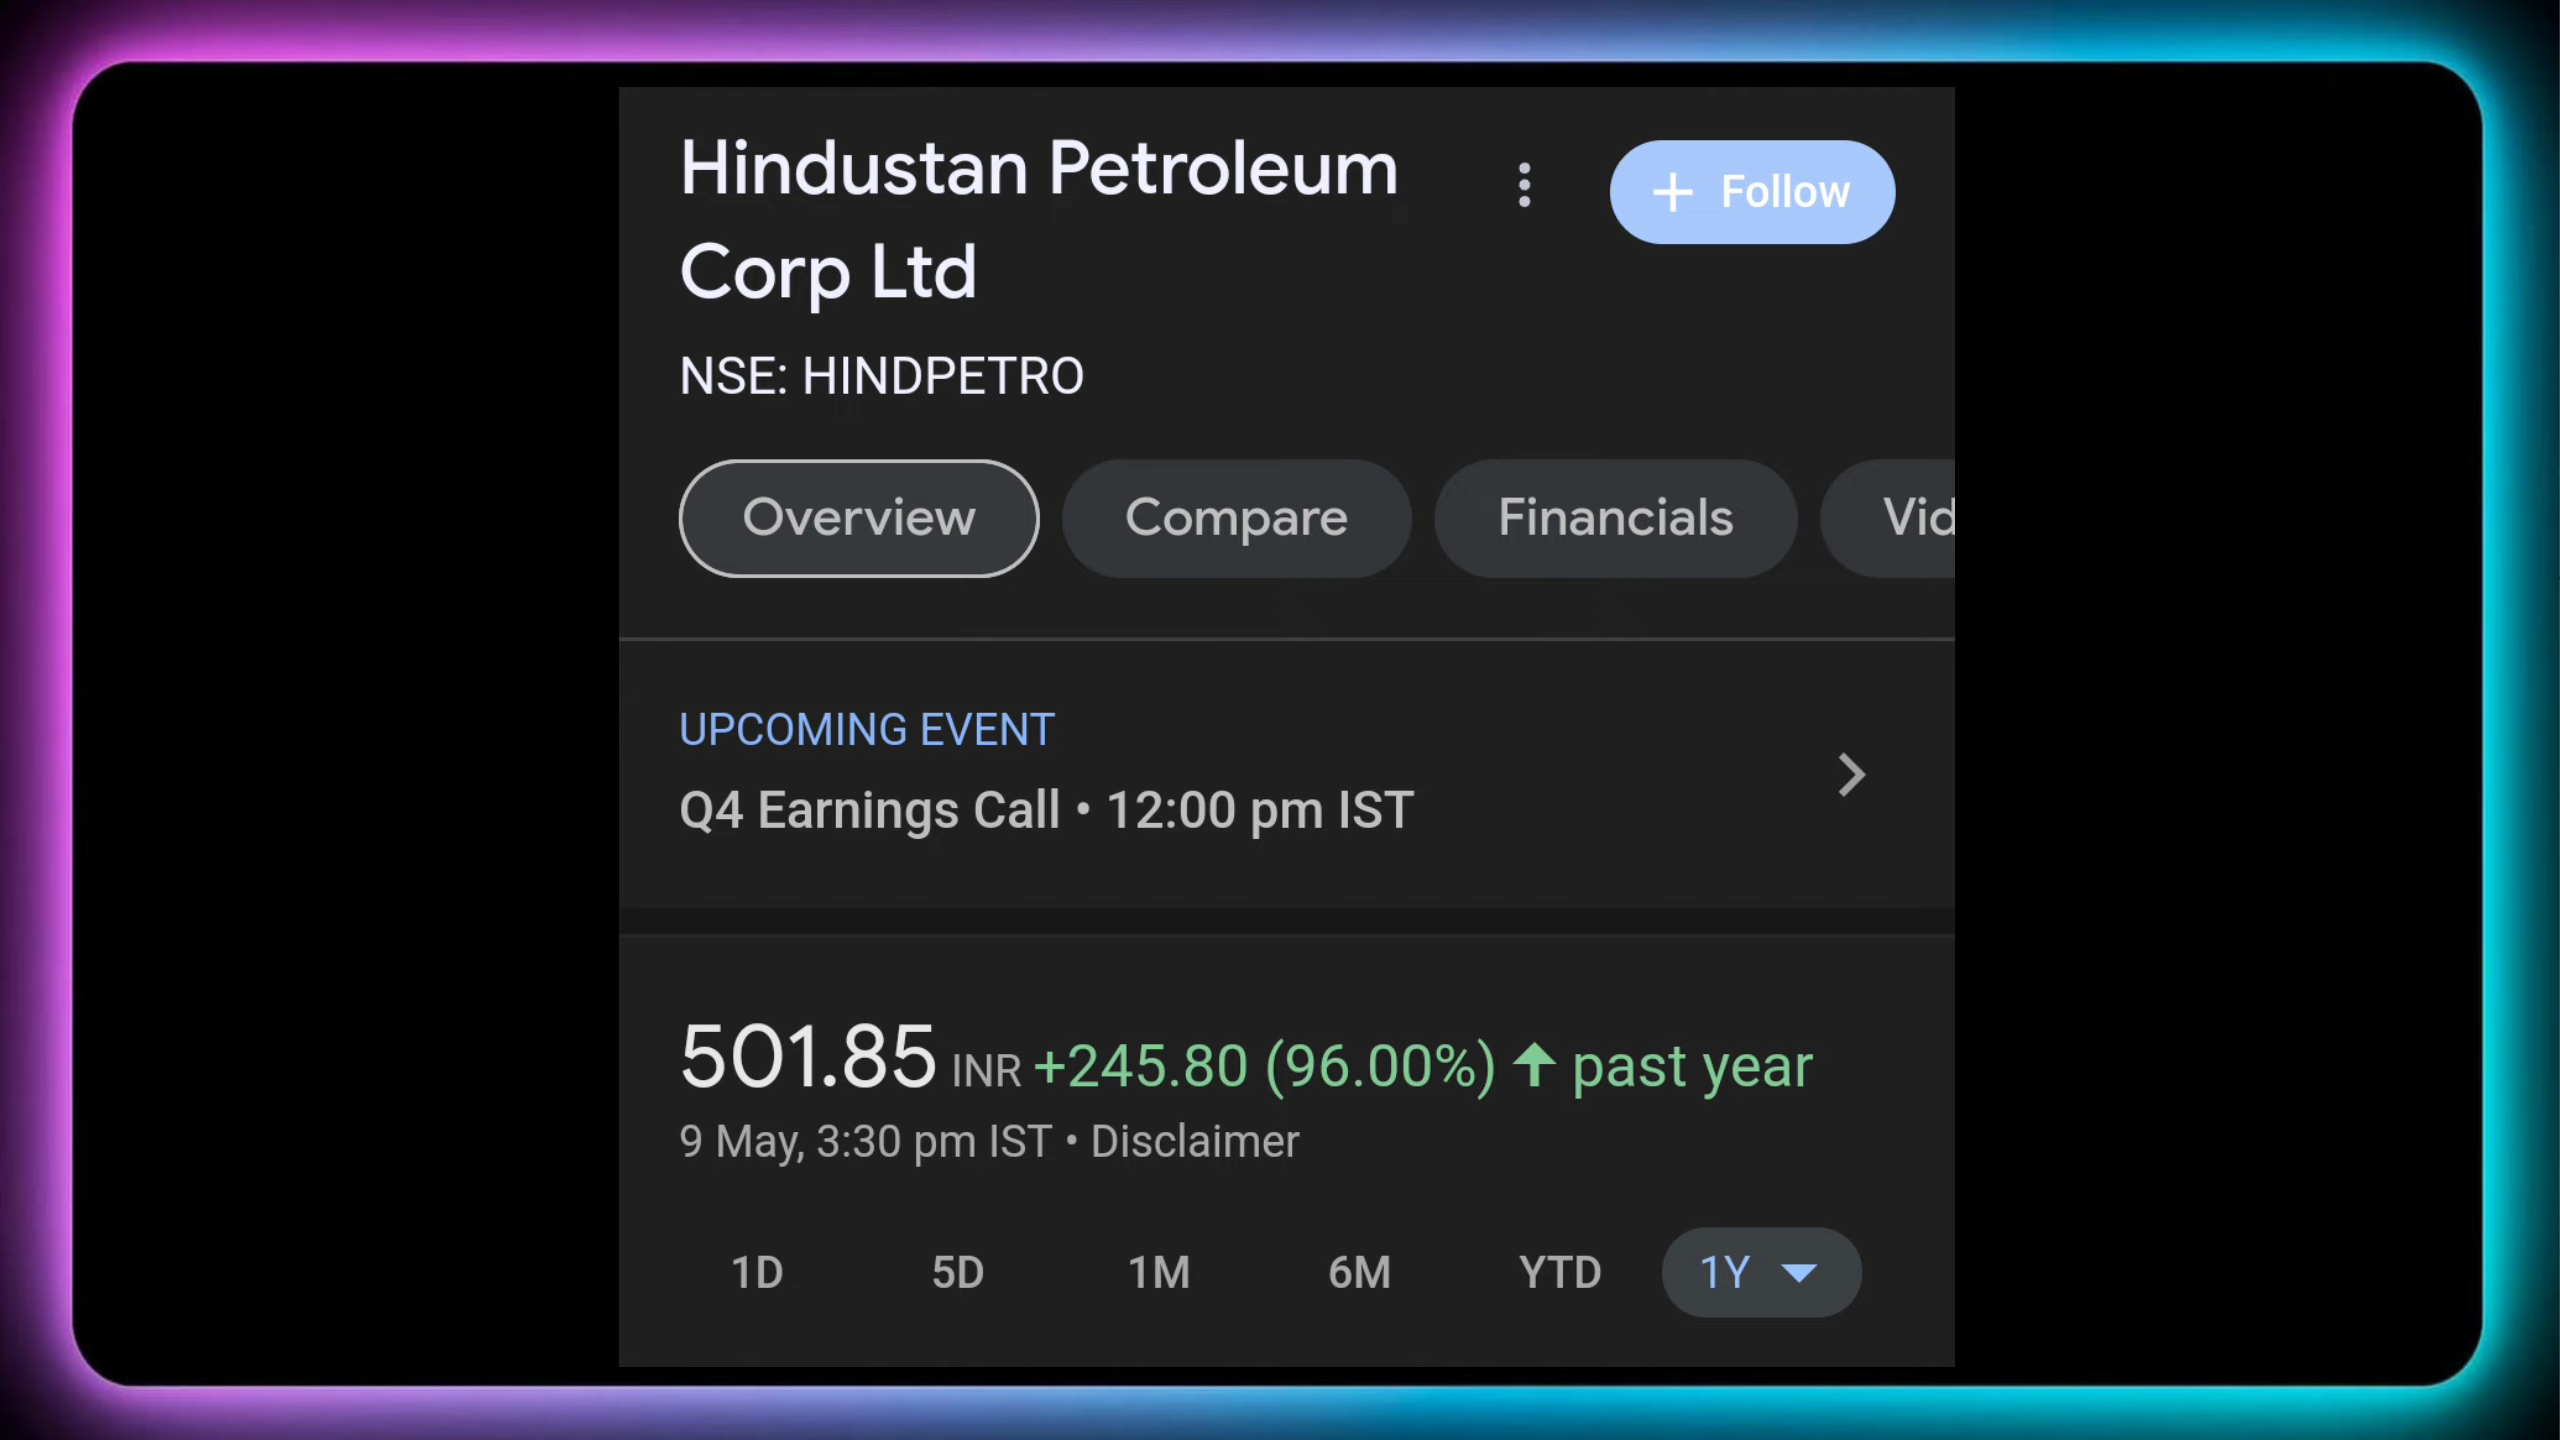 Hindustan Petroleum
Corp Ltd
+ Follow
NSE: HINDPETRO
Overview
Compare
Financials
Vid
UPCOMING EVENT
Q4 Earnings Call • 12:00 pm IST
501.85 INR +245.80 (96.00%) ↑ past year
9 May, 3:30 pm IST • Disclaimer
1D 5D 1M 6M YTD 1Y